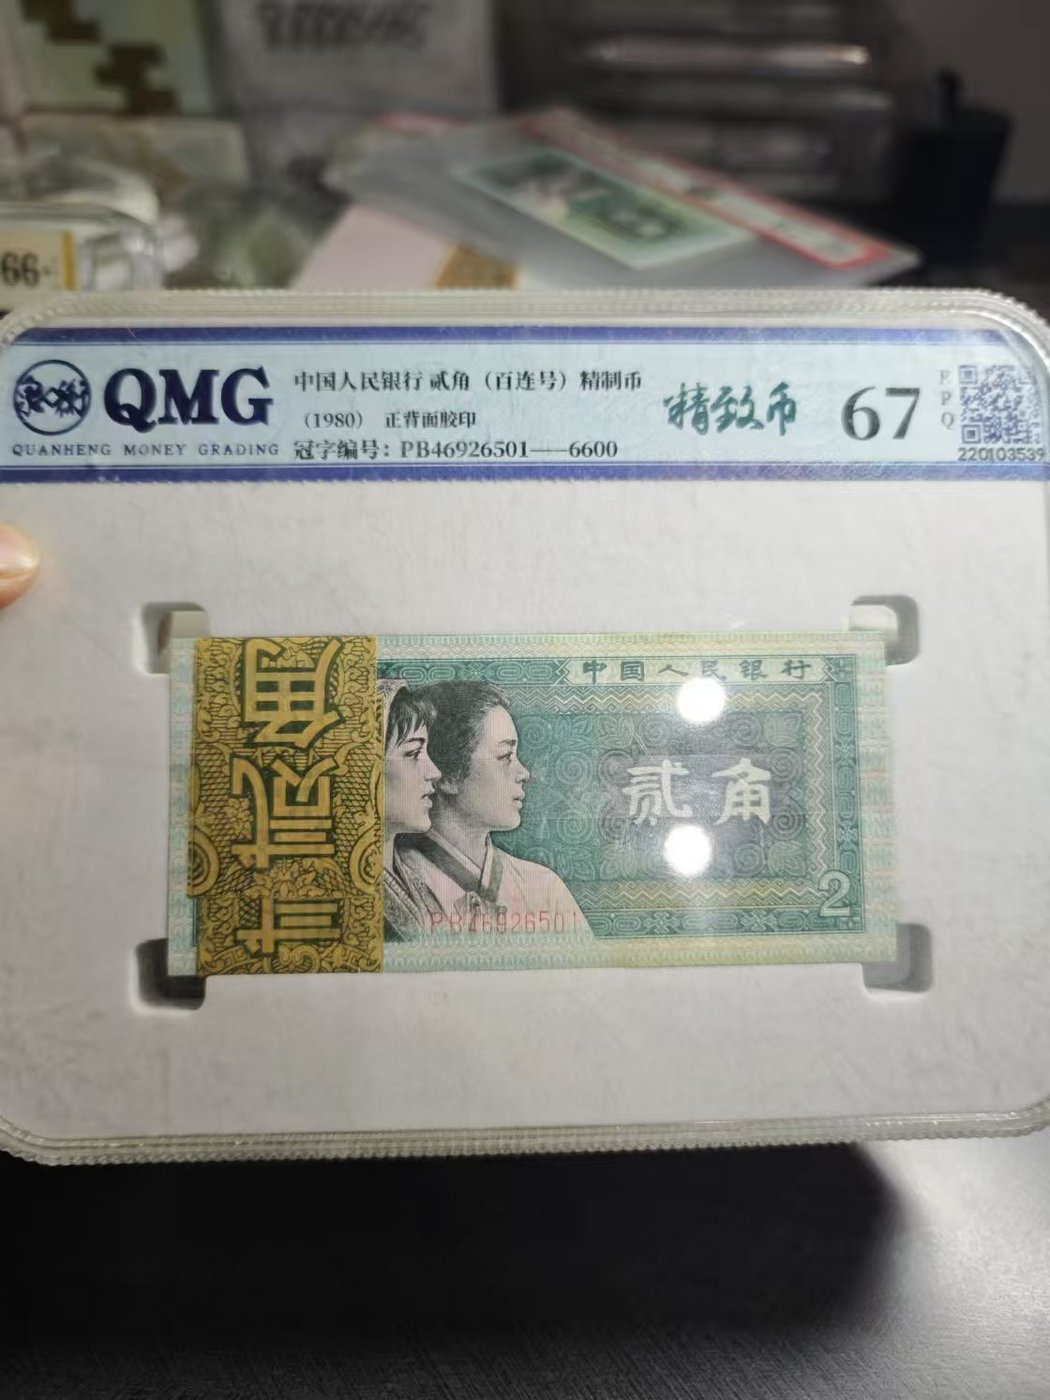 66
QMG
QUANHENG MONEY GRADING
中国人民银行 贰角（百连号）精制币
（1980） 正背面胶印
冠字编号：PB46926501——6600
精致币
67
EPQ
220103539
贰角
中国人民银行
贰角
2
PB46926501